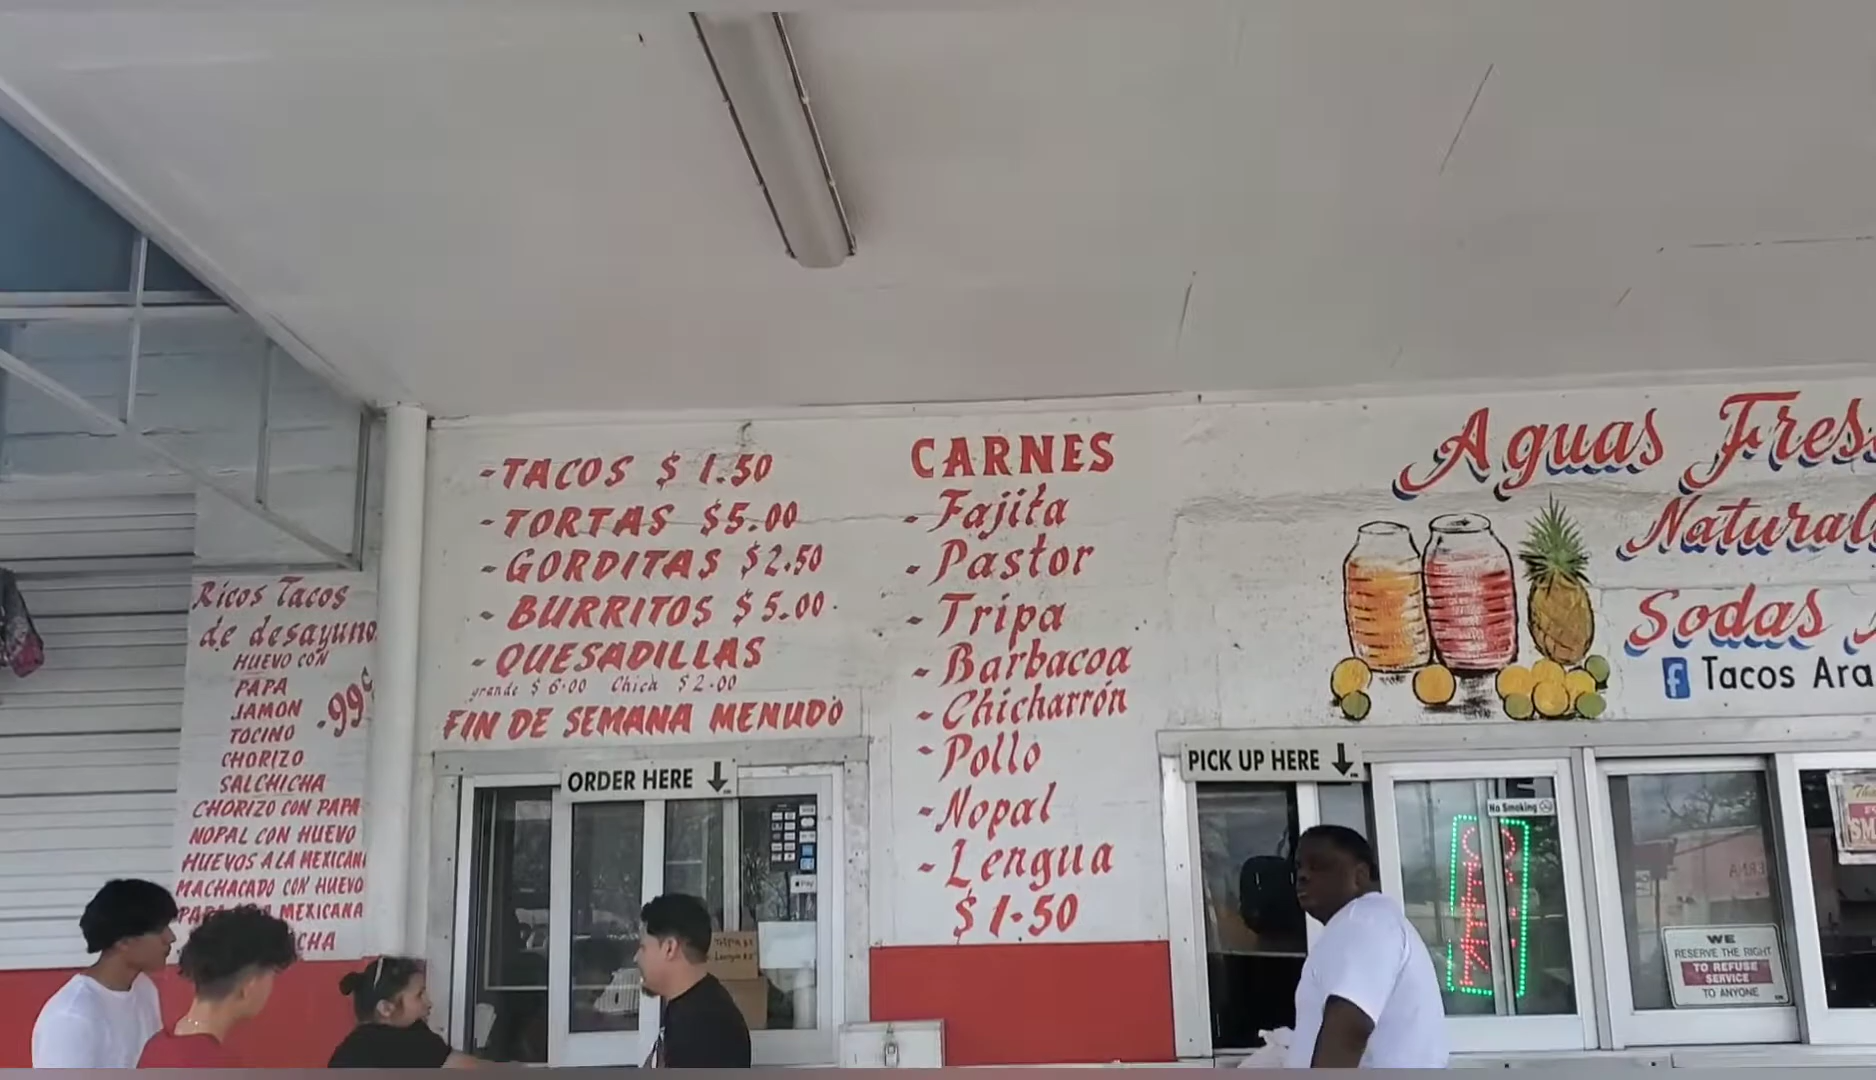 Ricos Tacos
de desayuno
HUEVO CON
PAPA
JAMON
TOCINO
CHORIZO
SALCHICHA
CHORIZO CON PAPA
NOPAL CON HUEVO
HUEVOS A LA MEXICANA
MACHACADO CON HUEVO
MEXICANA
.99¢
-TACOS $ 1.50
-TORTAS $5.00
-GORDITAS $2.50
-BURRITOS $5.00.
-QUESADILLAS
grande $6.00 Chica $2.00
FIN DE SEMANA MENUDO
ORDER HERE
Pay
CARNES
-Fajita
-Pastor
-Tripa
-Barbacoa
-Chicharrón
-Pollo
-Nopal
-Lengua
$1.50
Aguas Fres
Natural
Sodas
f Tacos Ara
PICK UP HERE
No Smoking
OPEN
WE
RESERVE THE RIGHT
TO REFUSE
SERVICE
TO ANYONE